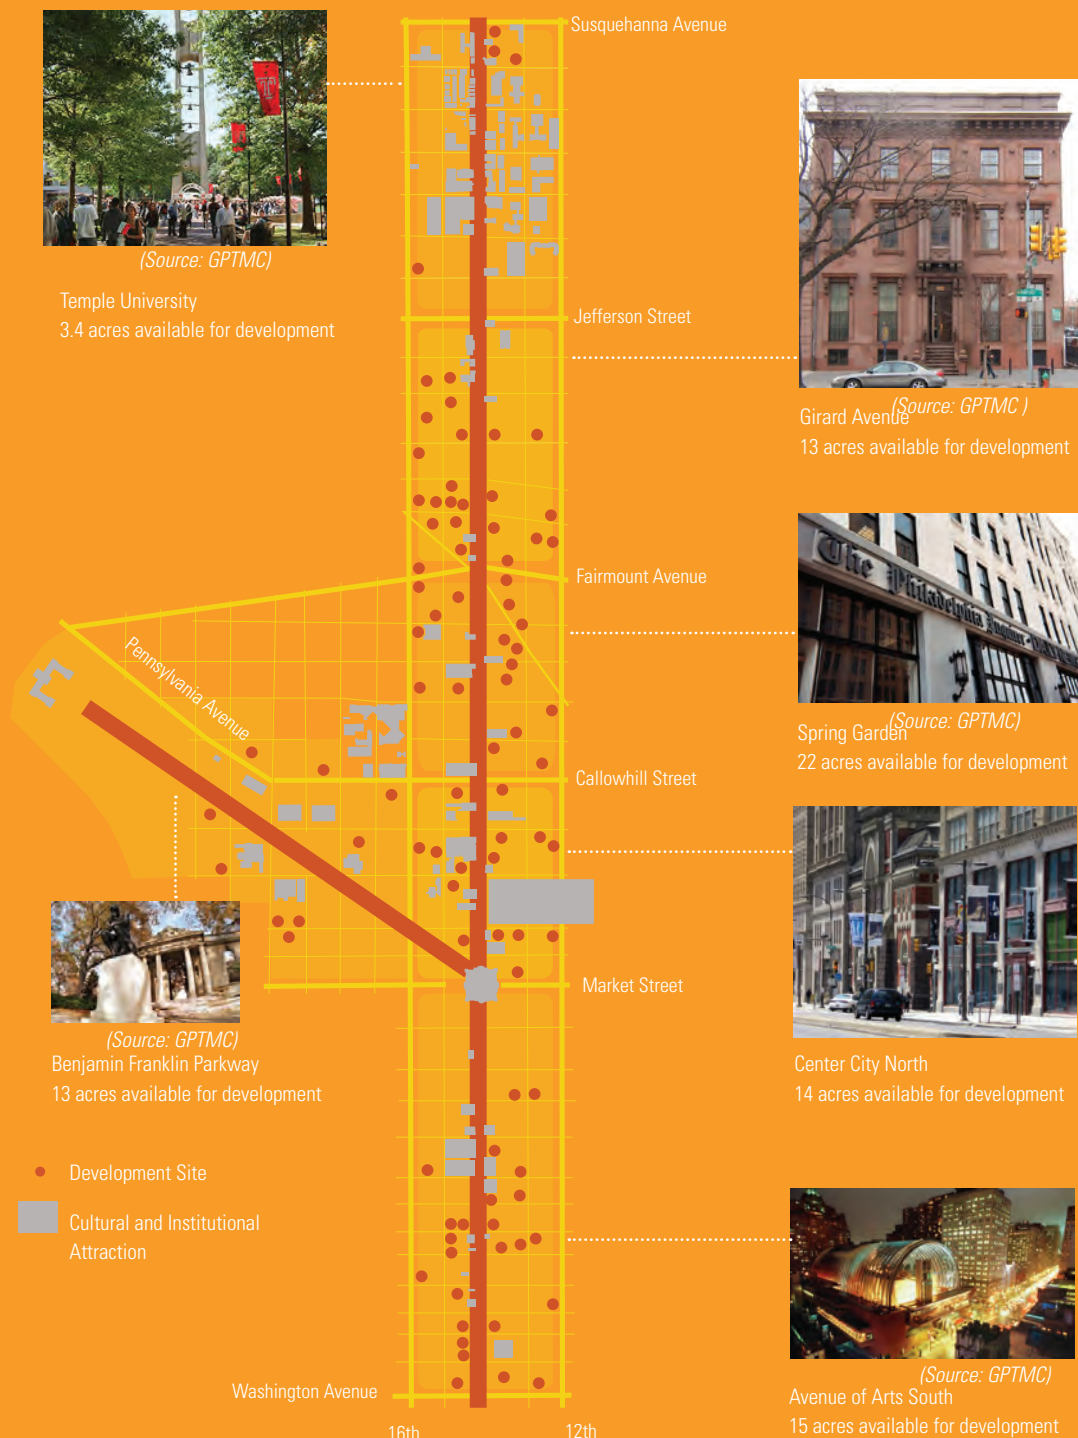 Susquehanna Avenue
(Source: GPTMC)
Temple University
3.4 acres available for development
Jefferson Street
(Source: GPTMC )
Girard Avenue
13 acres available for development
The Philadelphia Inquirer
Fairmount Avenue
Pennsylvania Avenue
(Source: GPTMC)
Spring Garden
22 acres available for development
Callowhill Street
Market Street
(Source: GPTMC)
Benjamin Franklin Parkway
13 acres available for development
Center City North
14 acres available for development
Development Site
Cultural and Institutional
Attraction
(Source: GPTMC)
Avenue of Arts South
15 acres available for development
Washington Avenue
16th
12th